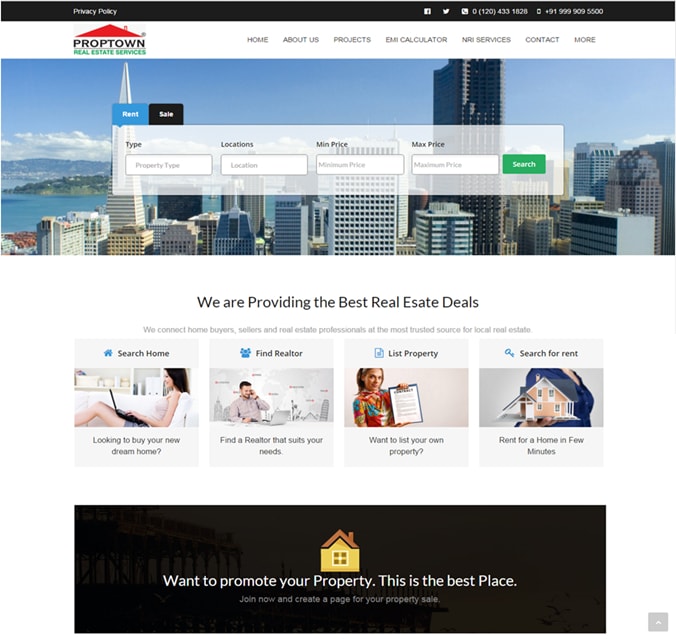 Privacy Policy
0 (120) 433 1828
+91 999 909 5500
PROPTOWN
REAL ESTATE SERVICES
HOME
ABOUT US
PROJECTS
EMI CALCULATOR
NRI SERVICES
CONTACT
MORE
Rent
Sale
Type
Locations
Min Price
Max Price
Property Type
Location
Minimum Price
Maximum Price
Search
We are Providing the Best Real Esate Deals
We connect home buyers, sellers and real estate professionals at the most trusted source for local real estate.
Search Home
Find Realtor
List Property
Search for rent
CONTRACT
Looking to buy your new
dream home?
Find a Realtor that suits your
needs.
Want to list your own
property?
Rent for a Home in Few
Minutes
Want to promote your Property. This is the best Place.
Join now and create a page for your property sale.